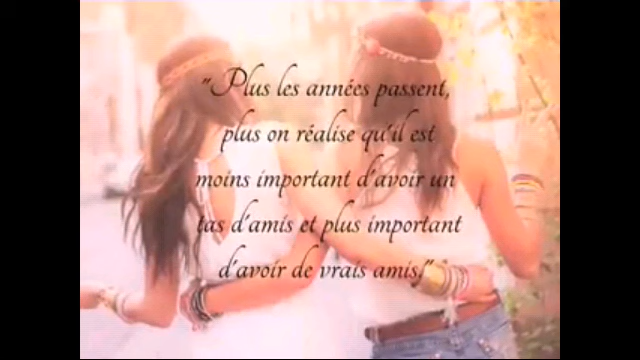 "Plus les années passent,
plus on réalise qu'il est
moins important d'avoir un
tas d'amis et plus important
d'avoir de vrais amis."